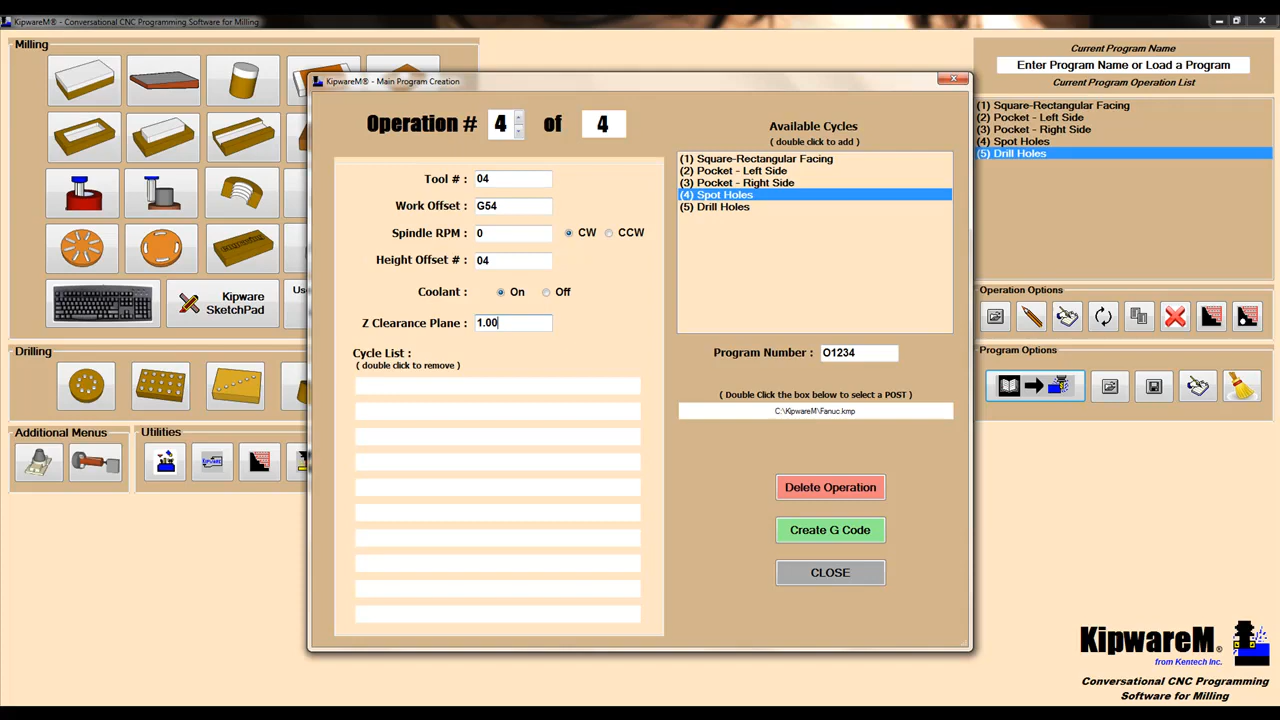 KipwareM® - Conversational CNC Programming Software for Milling
Milling
Kipware
SketchPad
Drilling
Additional Menus
Utilities
KipwareM® - Main Program Creation
Operation # 4 of 4
Tool # : 04
Work Offset : G54
Spindle RPM : 0 CW CCW
Height Offset # : 04
Coolant : On Off
Z Clearance Plane : 1.00
Cycle List :
( double click to remove )
Available Cycles
( double click to add )
(1) Square-Rectangular Facing
(2) Pocket - Left Side
(3) Pocket - Right Side
(4) Spot Holes
(5) Drill Holes
Program Number : O1234
( Double Click the box below to select a POST )
C:\KipwareM\Fanuc.kmp
Delete Operation
Create G Code
CLOSE
Current Program Name
Enter Program Name or Load a Program
Current Program Operation List
(1) Square-Rectangular Facing
(2) Pocket - Left Side
(3) Pocket - Right Side
(4) Spot Holes
(5) Drill Holes
Operation Options
Program Options
KipwareM®
from Kentech Inc.
Conversational CNC Programming
Software for Milling